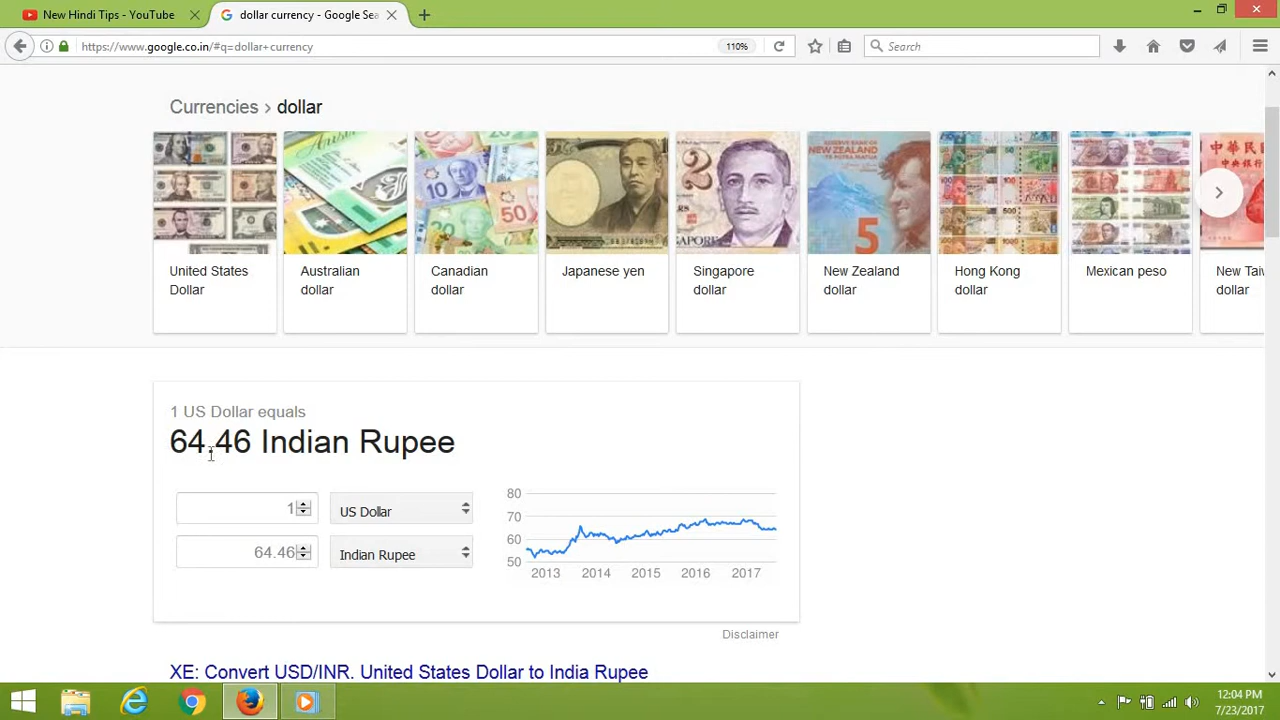 New Hindi Tips - YouTube
dollar currency - Google Sea
https://www.google.co.in/#q=dollar+currency
110%
Search
Currencies › dollar
United States
Dollar
Australian
dollar
Canadian
dollar
Japanese yen
Singapore
dollar
New Zealand
dollar
Hong Kong
dollar
Mexican peso
New Tai
dollar
1 US Dollar equals
64.46 Indian Rupee
1
US Dollar
64.46
Indian Rupee
80
70
60
50
2013 2014 2015 2016 2017
Disclaimer
XE: Convert USD/INR. United States Dollar to India Rupee
12:04 PM
7/23/2017